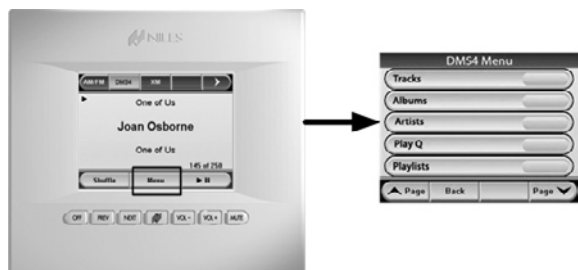 NILES
AM/FM DMS4 XM
One of Us
Joan Osborne
One of Us
145 of 250
Shuffle Menu
OFF PREV NEXT VOL- VOL+ MUTE
DMS4 Menu
Tracks
Albums
Artists
Play Q
Playlists
Page Back Page